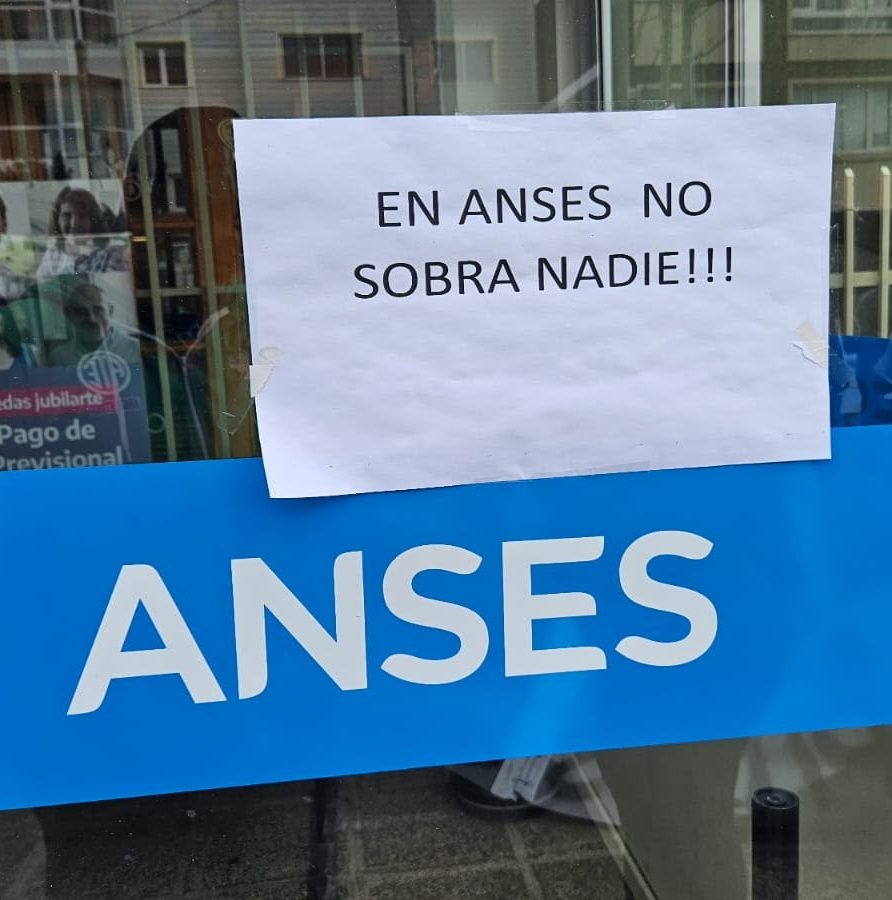 EN ANSES NO
SOBRA NADIE!!!
edas jubilarte
Pago de
Previsional
ANSES